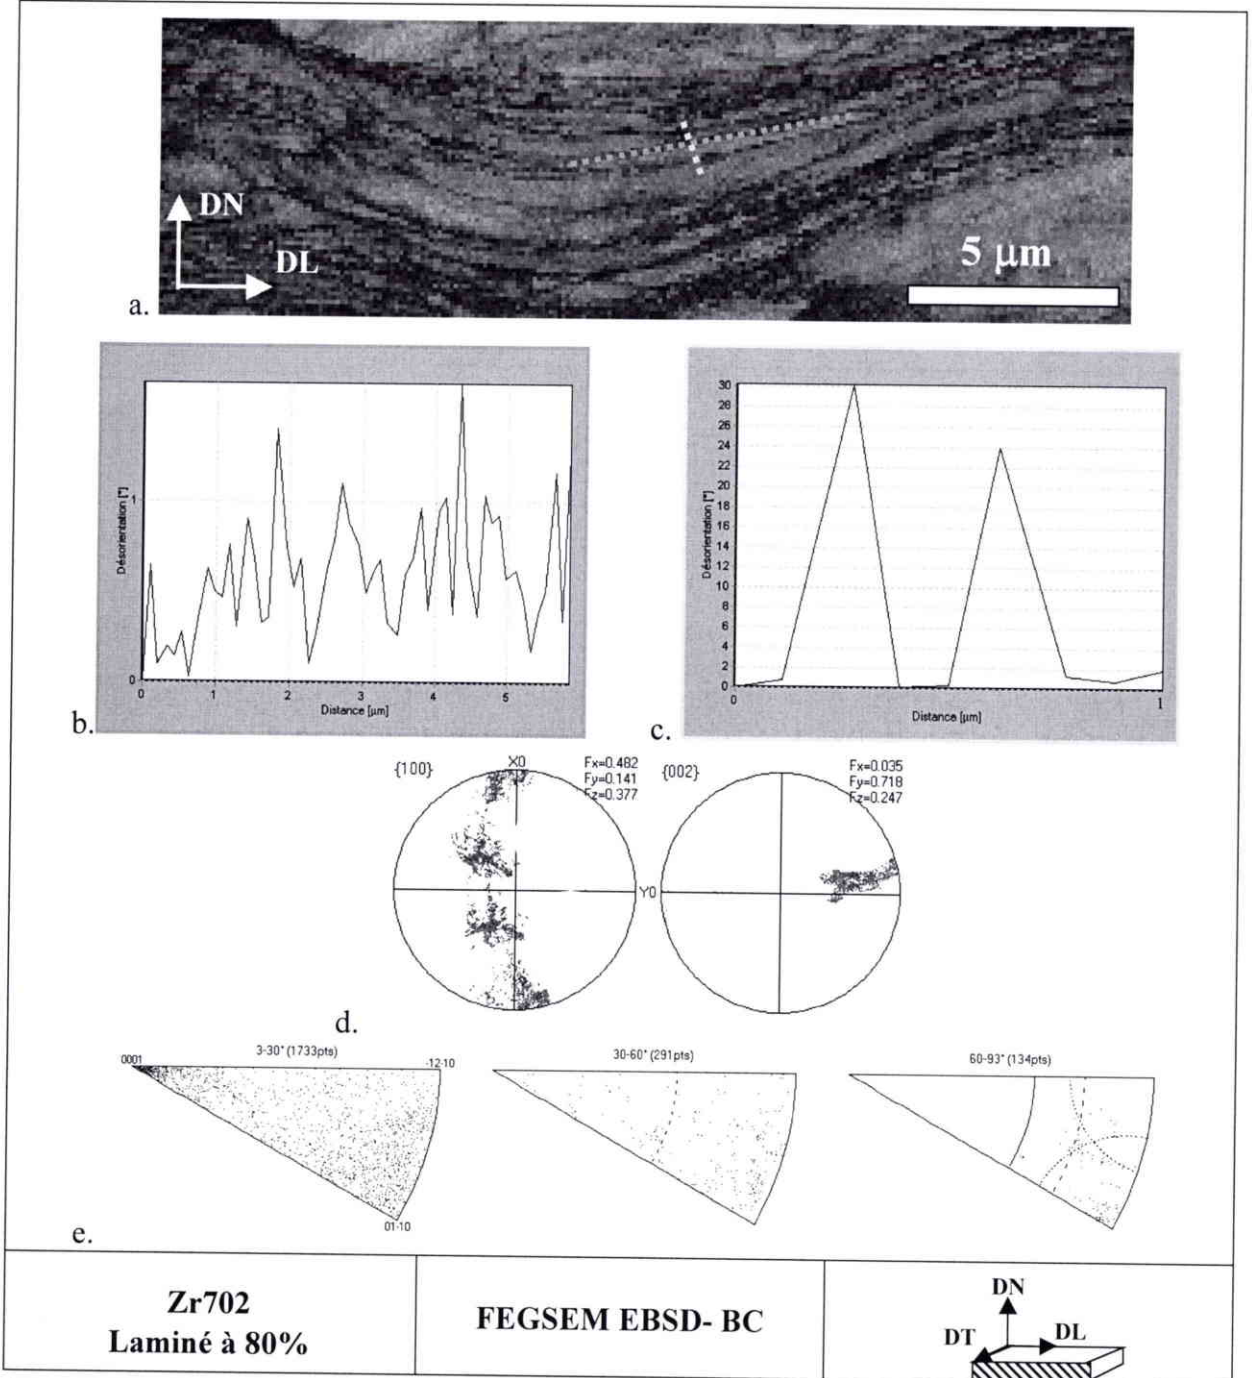 DN
DL
5 μm
a.
Désorientation [°]
1
0
0
1
2
3
4
5
Distance [μm]
b.
30
28
26
24
22
20
18
16
14
12
10
8
6
4
2
0
Désorientation [°]
0
1
Distance [μm]
c.
{100}
X0
Fx=0.482
Fy=0.141
Fz=0.377
Y0
{002}
Fx=0.035
Fy=0.718
Fz=0.247
d.
0001
3-30° (1733pts)
-12-10
01-10
30-60° (291pts)
60-93° (134pts)
e.
Zr702
Laminé à 80%
FEGSEM EBSD- BC
DN
DT
DL